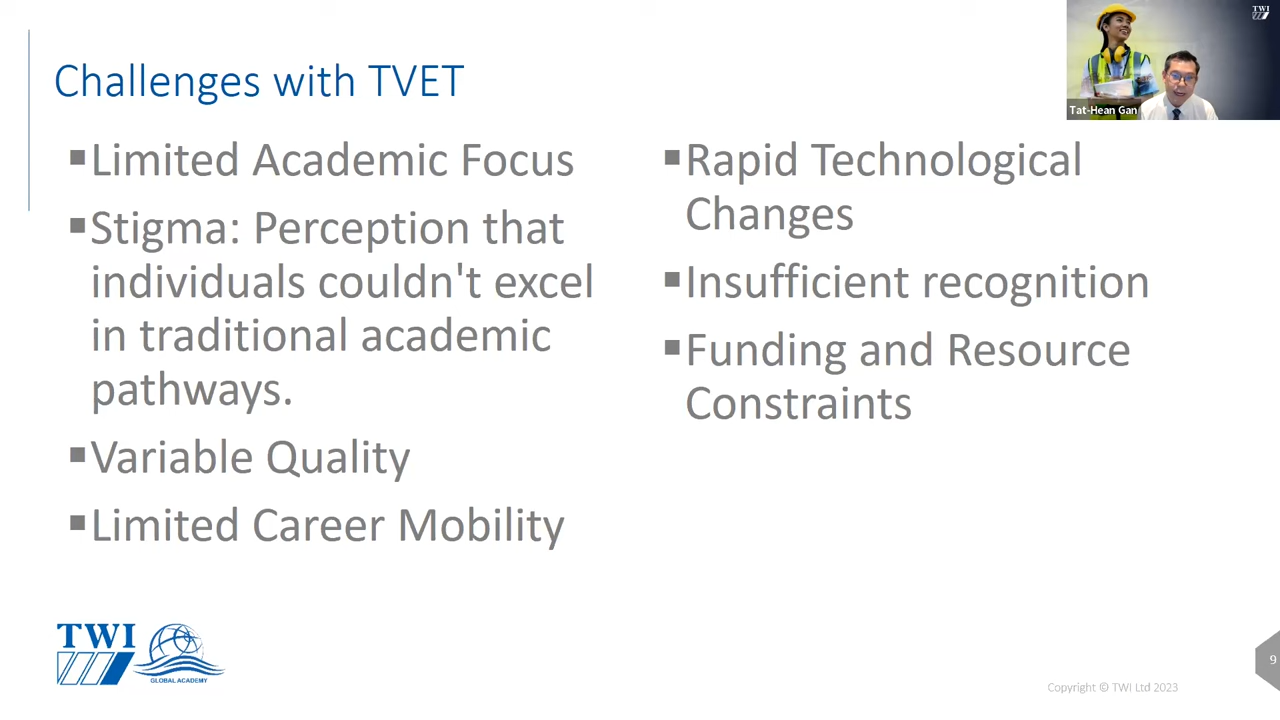 Challenges with TVET
▪Limited Academic Focus
▪Stigma: Perception that
individuals couldn't excel
in traditional academic
pathways.
▪Variable Quality
▪Limited Career Mobility
▪Rapid Technological
Changes
▪Insufficient recognition
▪Funding and Resource
Constraints
TWI
Tat-Hean Gan
TWI
GLOBAL ACADEMY
Copyright © TWI Ltd 2023
9